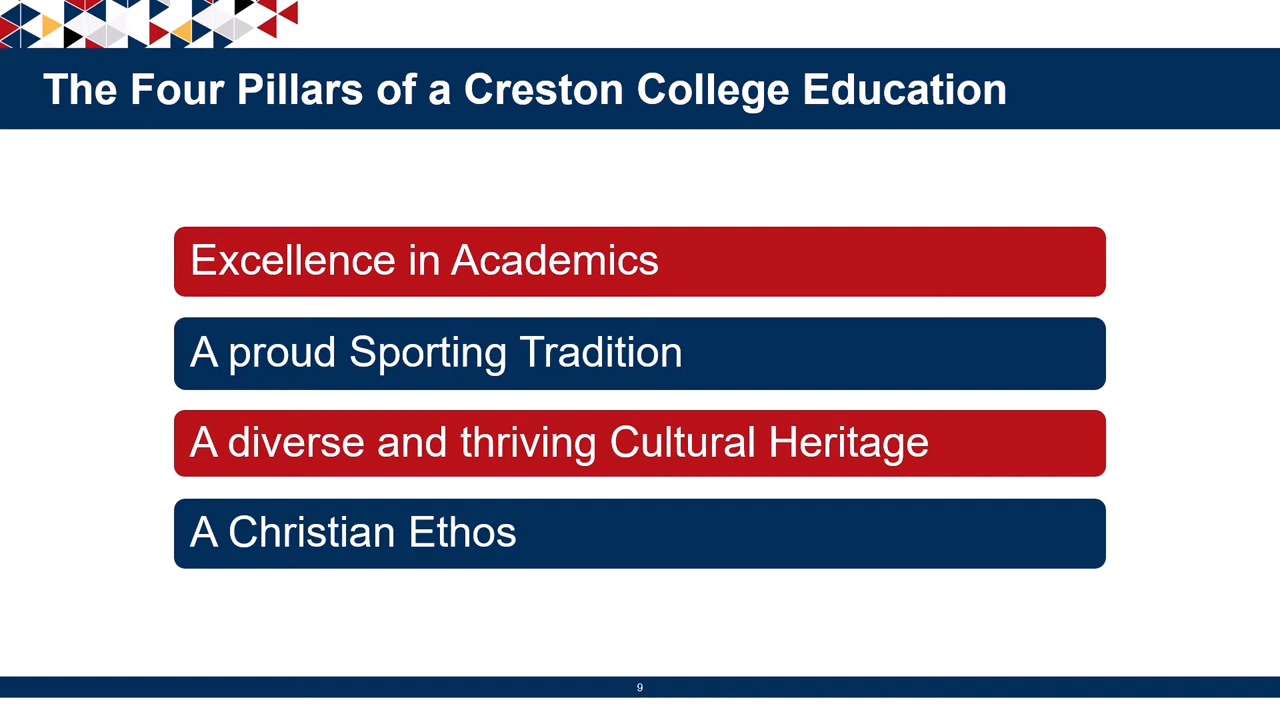 The Four Pillars of a Creston College Education
Excellence in Academics
A proud Sporting Tradition
A diverse and thriving Cultural Heritage
A Christian Ethos
9